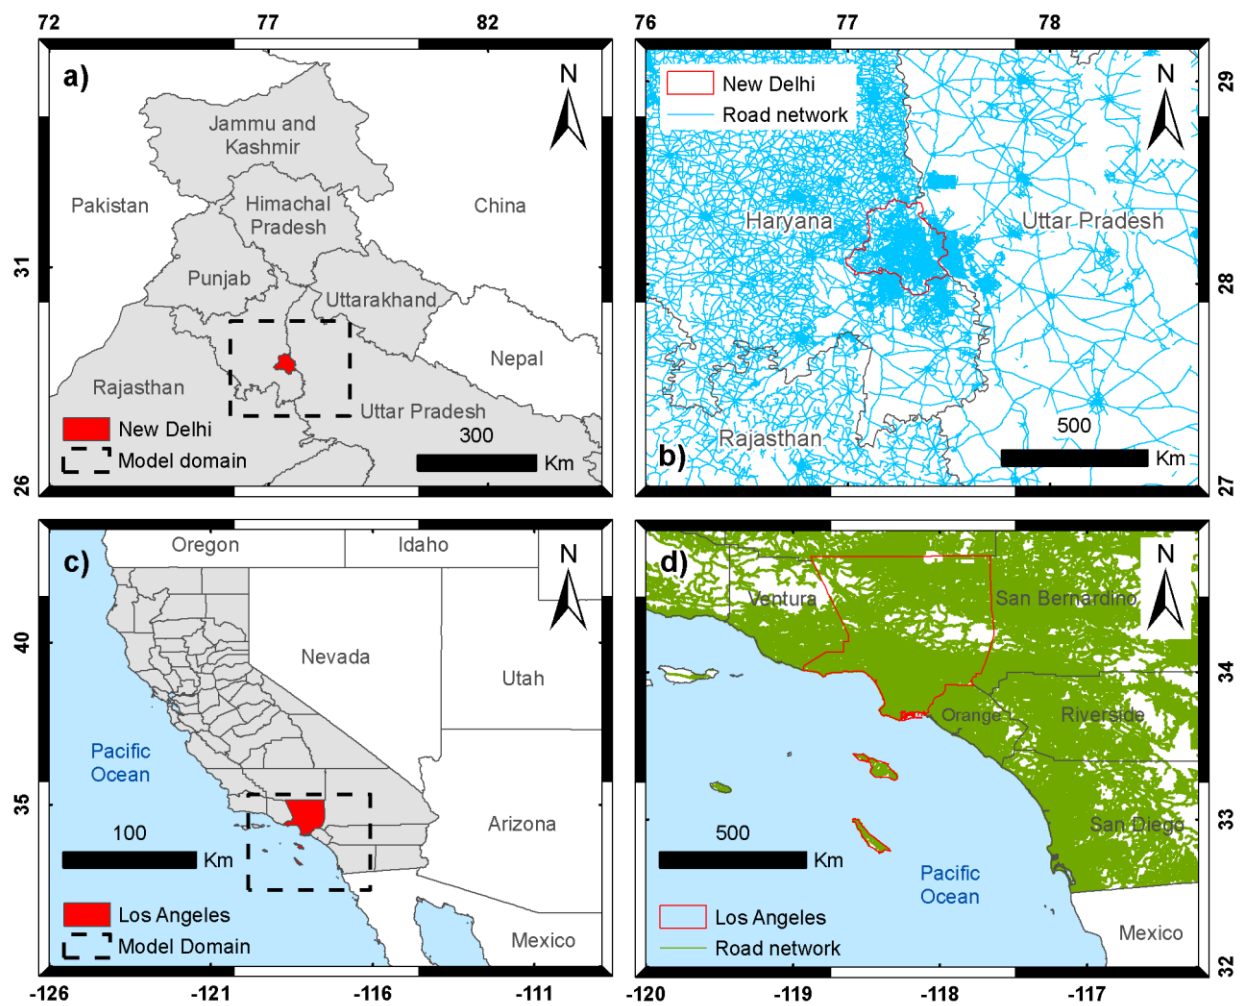 72
77
82
a)
N
Jammu and
Kashmir
Pakistan
Himachal
Pradesh
China
Punjab
Uttarakhand
31
Nepal
Rajasthan
Uttar Pradesh
New Delhi
Model domain
300
Km
26
76
77
78
New Delhi
Road network
N
29
Haryana
Uttar Pradesh
28
Rajasthan
500
b)
Km
27
c)
Oregon
Idaho
N
40
Nevada
Utah
Pacific
Ocean
35
100
Km
Arizona
Los Angeles
Model Domain
Mexico
-126
-121
-116
-111
d)
N
Ventura
San Bernardino
34
Orange
Riverside
33
500
Km
San Diego
Pacific
Ocean
Los Angeles
Road network
Mexico
32
-120
-119
-118
-117